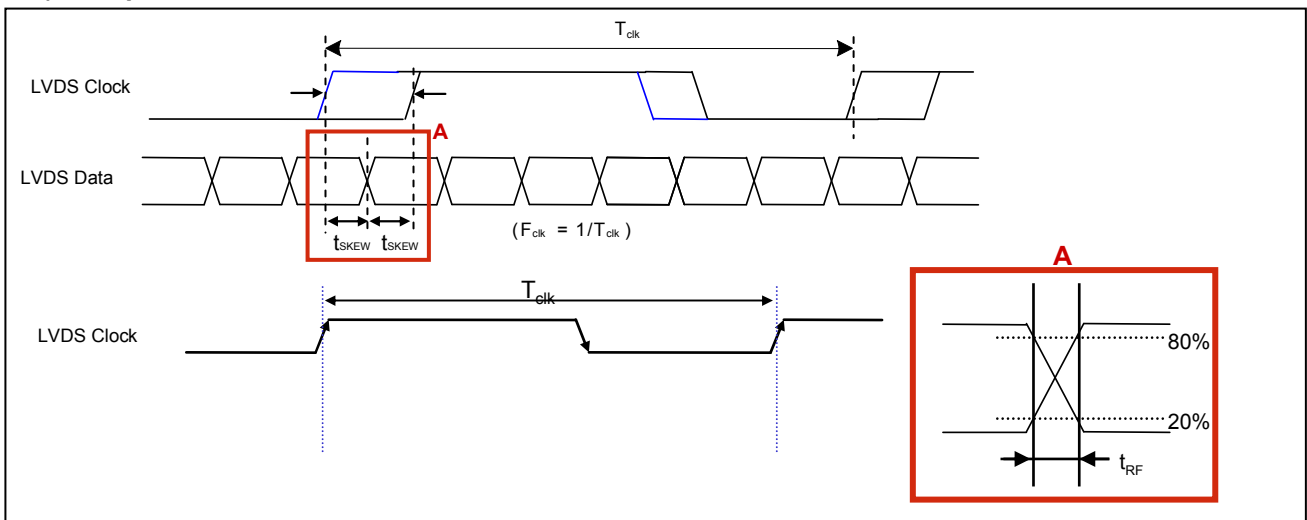 Tclk
LVDS Clock
A
LVDS Data
tSKEW tSKEW
(Fclk = 1/Tclk)
A
Tclk
LVDS Clock
80%
20%
tRF